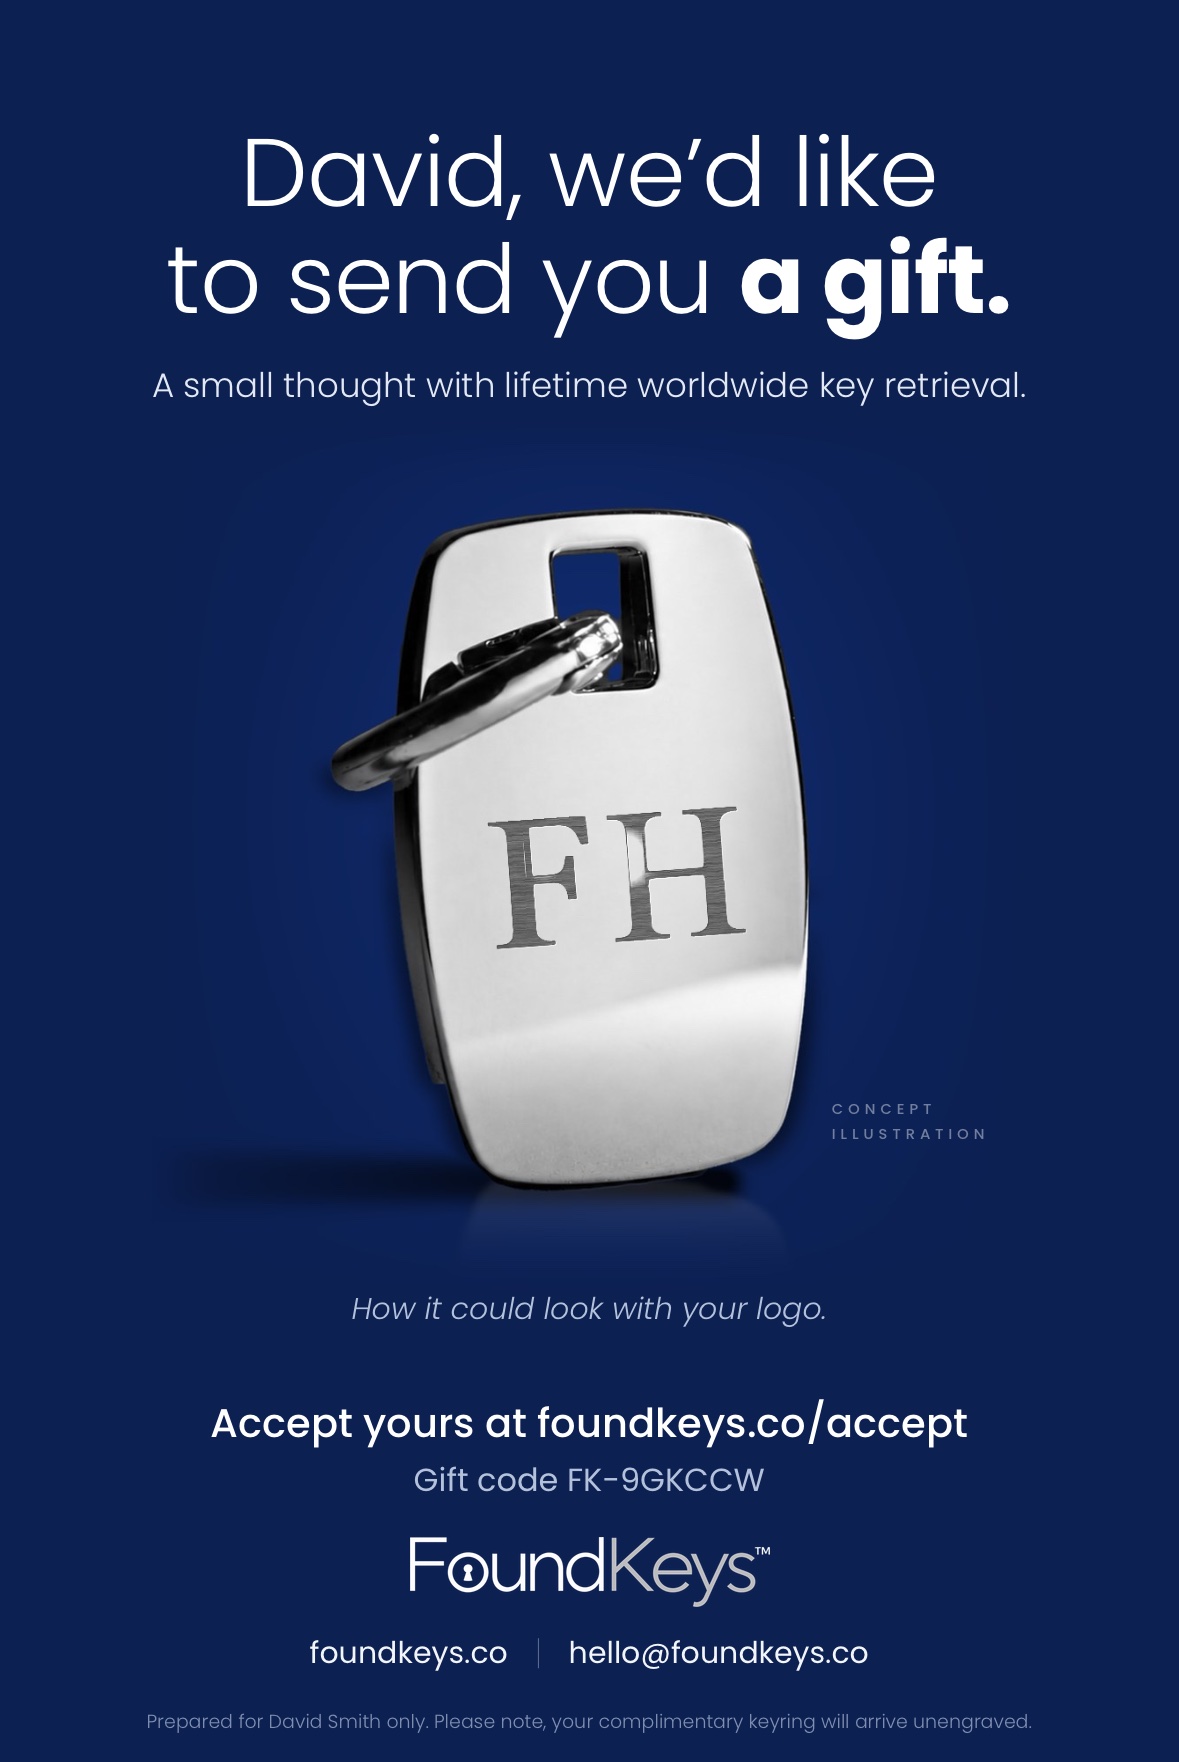 David, we’d like
to send you a gift.
A small thought with lifetime worldwide key retrieval.
FH
CONCEPT
ILLUSTRATION
How it could look with your logo.
Accept yours at foundkeys.co/accept
Gift code FK-9GKCCW
FoundKeys™
foundkeys.co | hello@foundkeys.co
Prepared for David Smith only. Please note, your complimentary keyring will arrive unengraved.